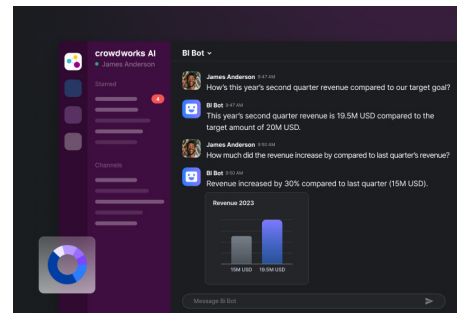 crowdworks AI
James Anderson
Starred
4
Channels
BI Bot
James Anderson 9:47 AM
How's this year's second quarter revenue compared to our target goal?
BI Bot 9:47 AM
This year's second quarter revenue is 19.5M USD compared to the
target amount of 20M USD.
James Anderson 9:50 AM
How much did the revenue increase by compared to last quarter's revenue?
BI Bot 9:50 AM
Revenue increased by 30% compared to last quarter (15M USD).
Revenue 2023
15M USD 19.5M USD
Message BI Bot